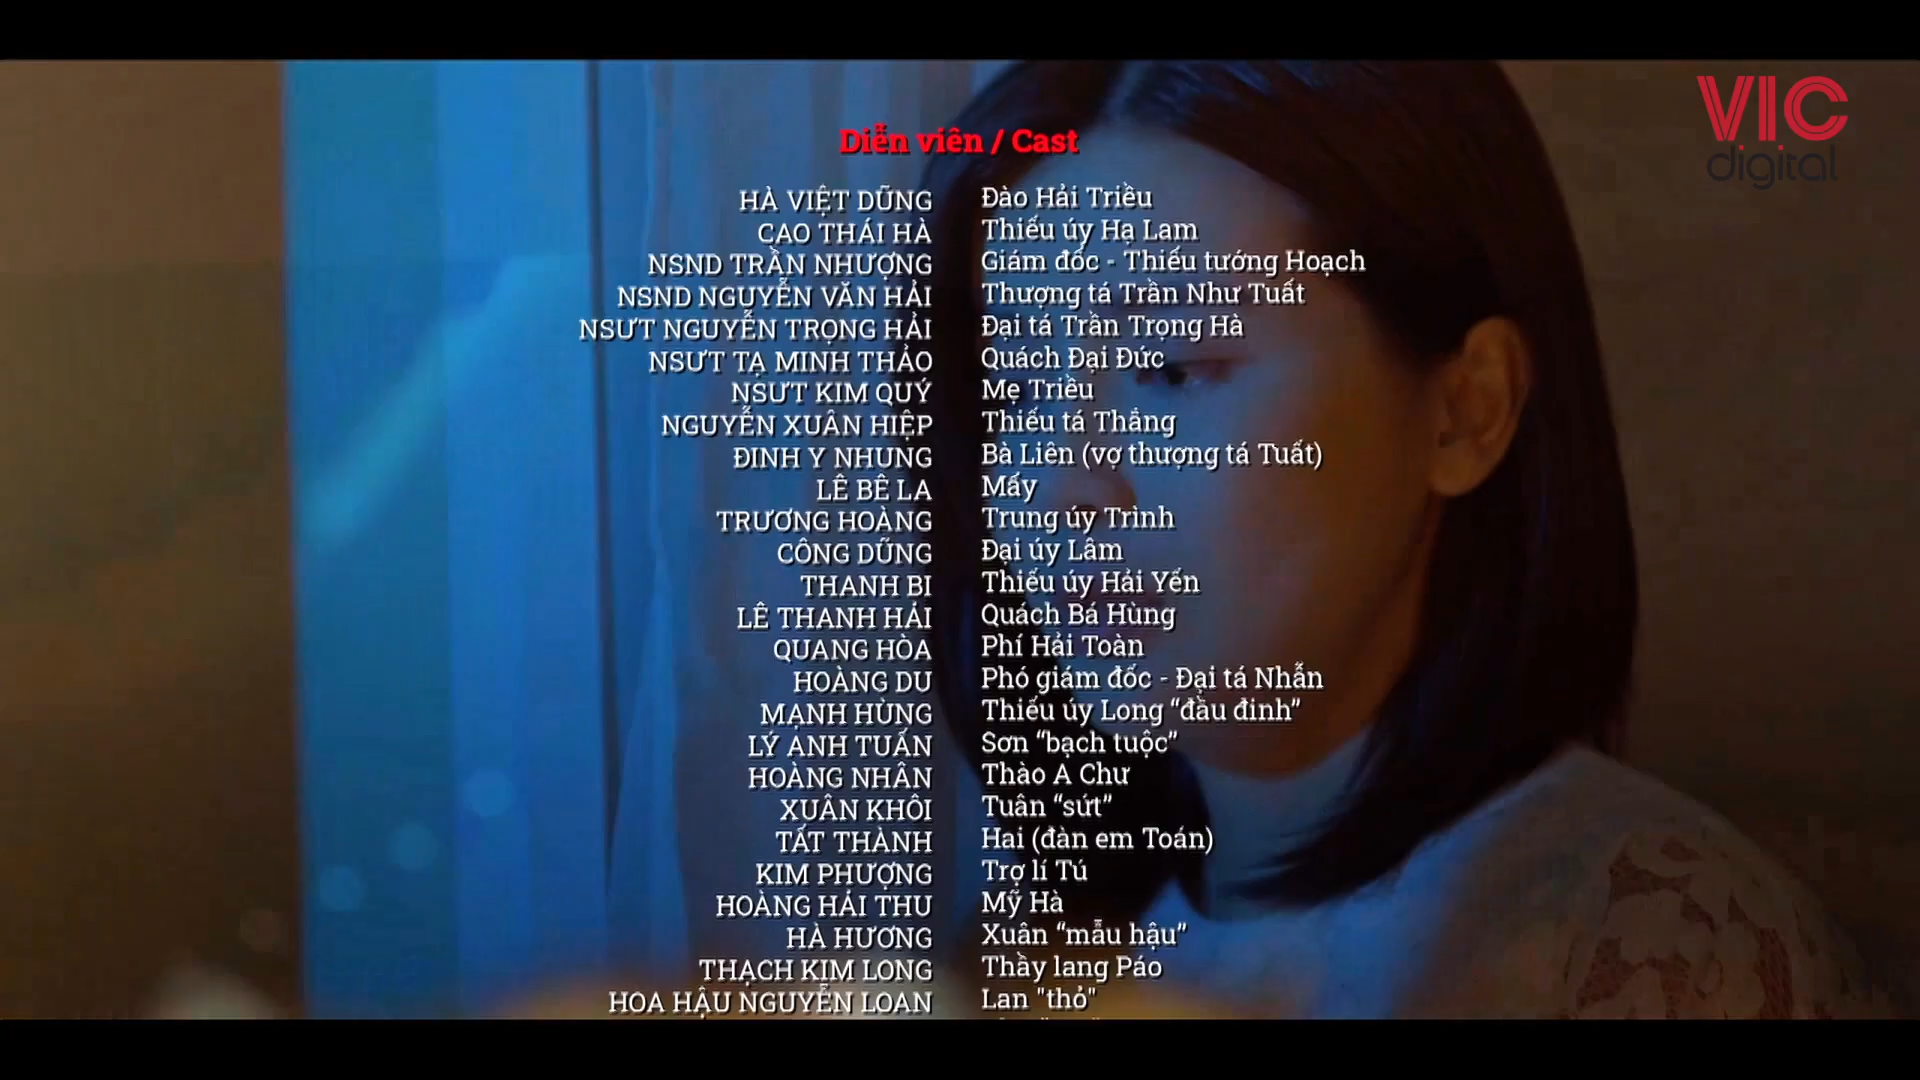 VIC
digital
Diễn viên / Cast
HÀ VIỆT DŨNG Đào Hải Triều
CAO THÁI HÀ Thiếu úy Hạ Lam
NSND TRẦN NHƯỢNG Giám đốc - Thiếu tướng Hoạch
NSND NGUYỄN VĂN HẢI Thượng tá Trần Như Tuất
NSƯT NGUYỄN TRỌNG HẢI Đại tá Trần Trọng Hà
NSƯT TẠ MINH THẢO Quách Đại Đức
NSƯT KIM QUÝ Mẹ Triều
NGUYỄN XUÂN HIỆP Thiếu tá Thắng
ĐINH Y NHUNG Bà Liên (vợ thượng tá Tuất)
LÊ BÊ LA Mẩy
TRƯƠNG HOÀNG Trung úy Trình
CÔNG DŨNG Đại úy Lâm
THANH BI Thiếu úy Hải Yến
LÊ THANH HẢI Quách Bá Hùng
QUANG HÒA Phí Hải Toàn
HOÀNG DU Phó giám đốc - Đại tá Nhẫn
MẠNH HÙNG Thiếu úy Long “đầu đinh”
LÝ ANH TUẤN Sơn “bạch tuộc”
HOÀNG NHÂN Thào A Chư
XUÂN KHÔI Tuân “sứt”
TẤT THÀNH Hai (đàn em Toán)
KIM PHƯỢNG Trợ lí Tú
HOÀNG HẢI THU Mỹ Hà
HÀ HƯƠNG Xuân “mẫu hậu”
THẠCH KIM LONG Thầy lang Páo
HOA HẬU NGUYỄN LOAN Lan "thỏ"